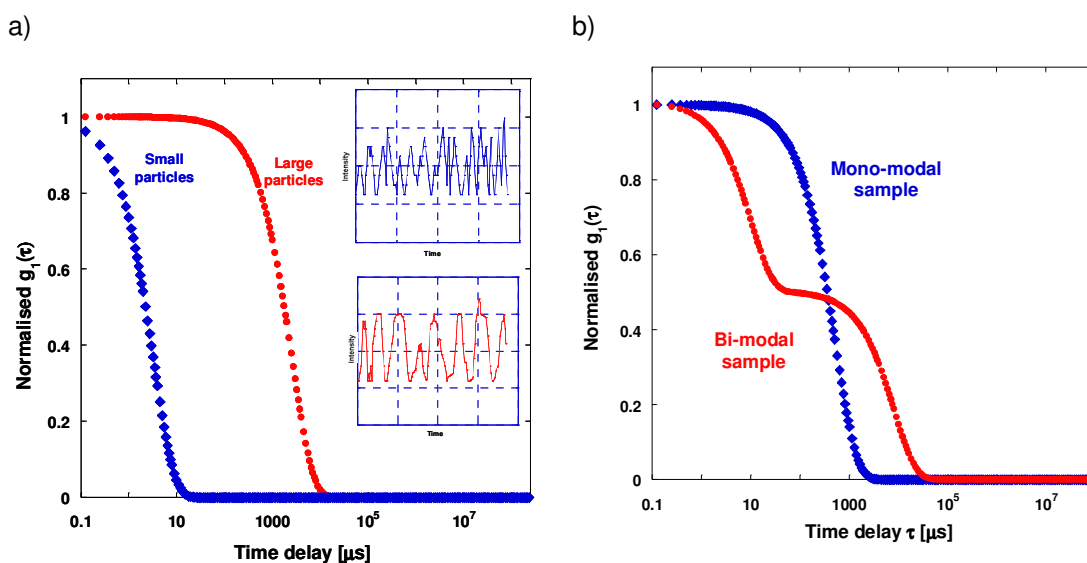 a)
Normalised g₁(τ)
1
0.8
0.6
0.4
0.2
0
0.1
10
1000
10⁵
10⁷
Time delay [µs]
Small
particles
Large
particles
Intensity
Time
Intensity
Time
b)
Normalised g₁(τ)
1
0.8
0.6
0.4
0.2
0
0.1
10
1000
10⁵
10⁷
Time delay τ [µs]
Mono-modal
sample
Bi-modal
sample